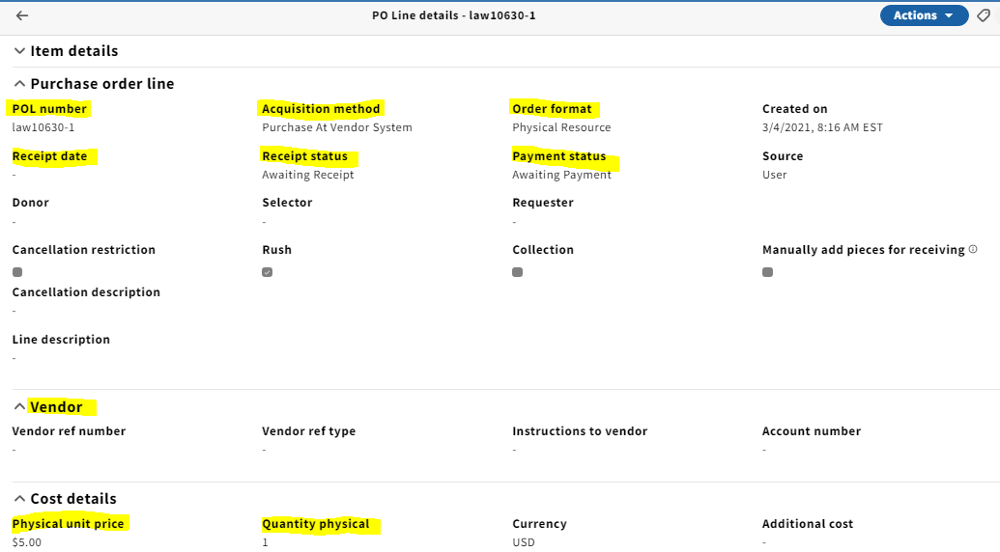 PO Line details - law10630-1
Actions
Item details
Purchase order line
POL number Acquisition method Order format Created on
law10630-1 Purchase At Vendor System Physical Resource 3/4/2021, 8:16 AM EST
Receipt date Receipt status Payment status Source
- Awaiting Receipt Awaiting Payment User
Donor Selector Requester
- - -
Cancellation restriction Rush Collection Manually add pieces for receiving
Cancellation description
-
Line description
-
Vendor
Vendor ref number Vendor ref type Instructions to vendor Account number
- - - -
Cost details
Physical unit price Quantity physical Currency Additional cost
$5.00 1 USD -